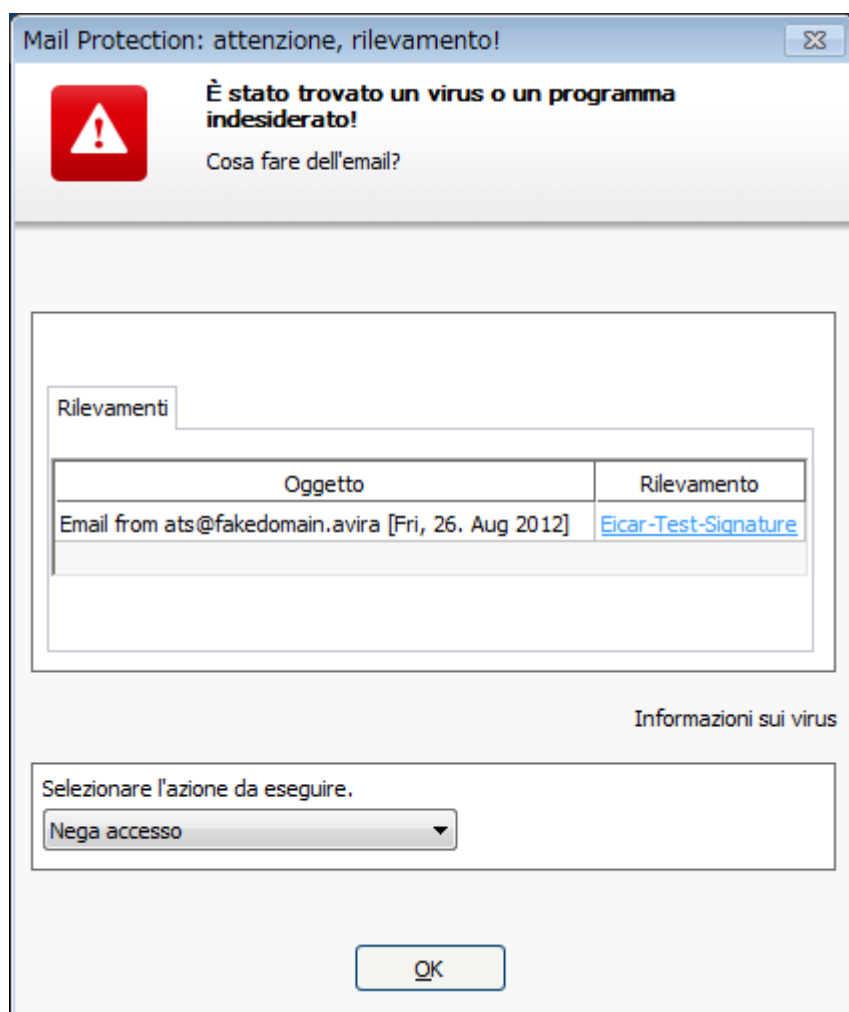 Mail Protection: attenzione, rilevamento!
È stato trovato un virus o un programma
indesiderato!
Cosa fare dell'email?
Rilevamenti
Oggetto Rilevamento
Email from ats@fakedomain.avira [Fri, 26. Aug 2012] Eicar-Test-Signature
Informazioni sui virus
Selezionare l'azione da eseguire.
Nega accesso
OK